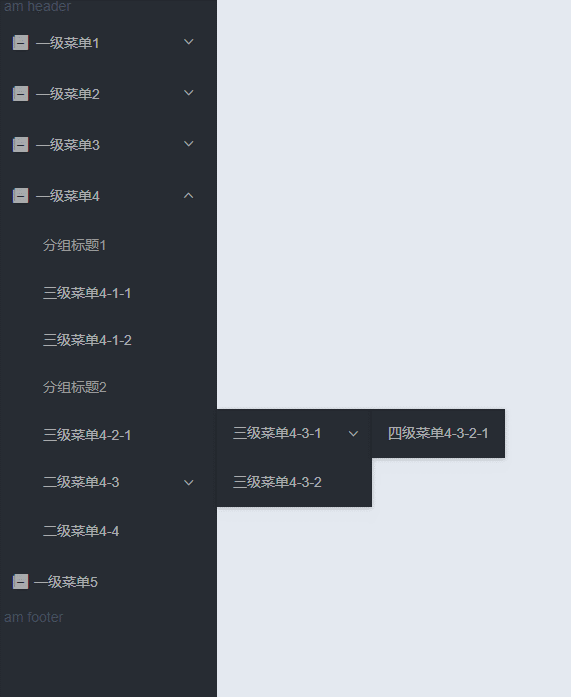 am header
一级菜单1
一级菜单2
一级菜单3
一级菜单4
分组标题1
三级菜单4-1-1
三级菜单4-1-2
分组标题2
三级菜单4-2-1
二级菜单4-3
三级菜单4-3-1
四级菜单4-3-2-1
三级菜单4-3-2
二级菜单4-4
一级菜单5
am footer